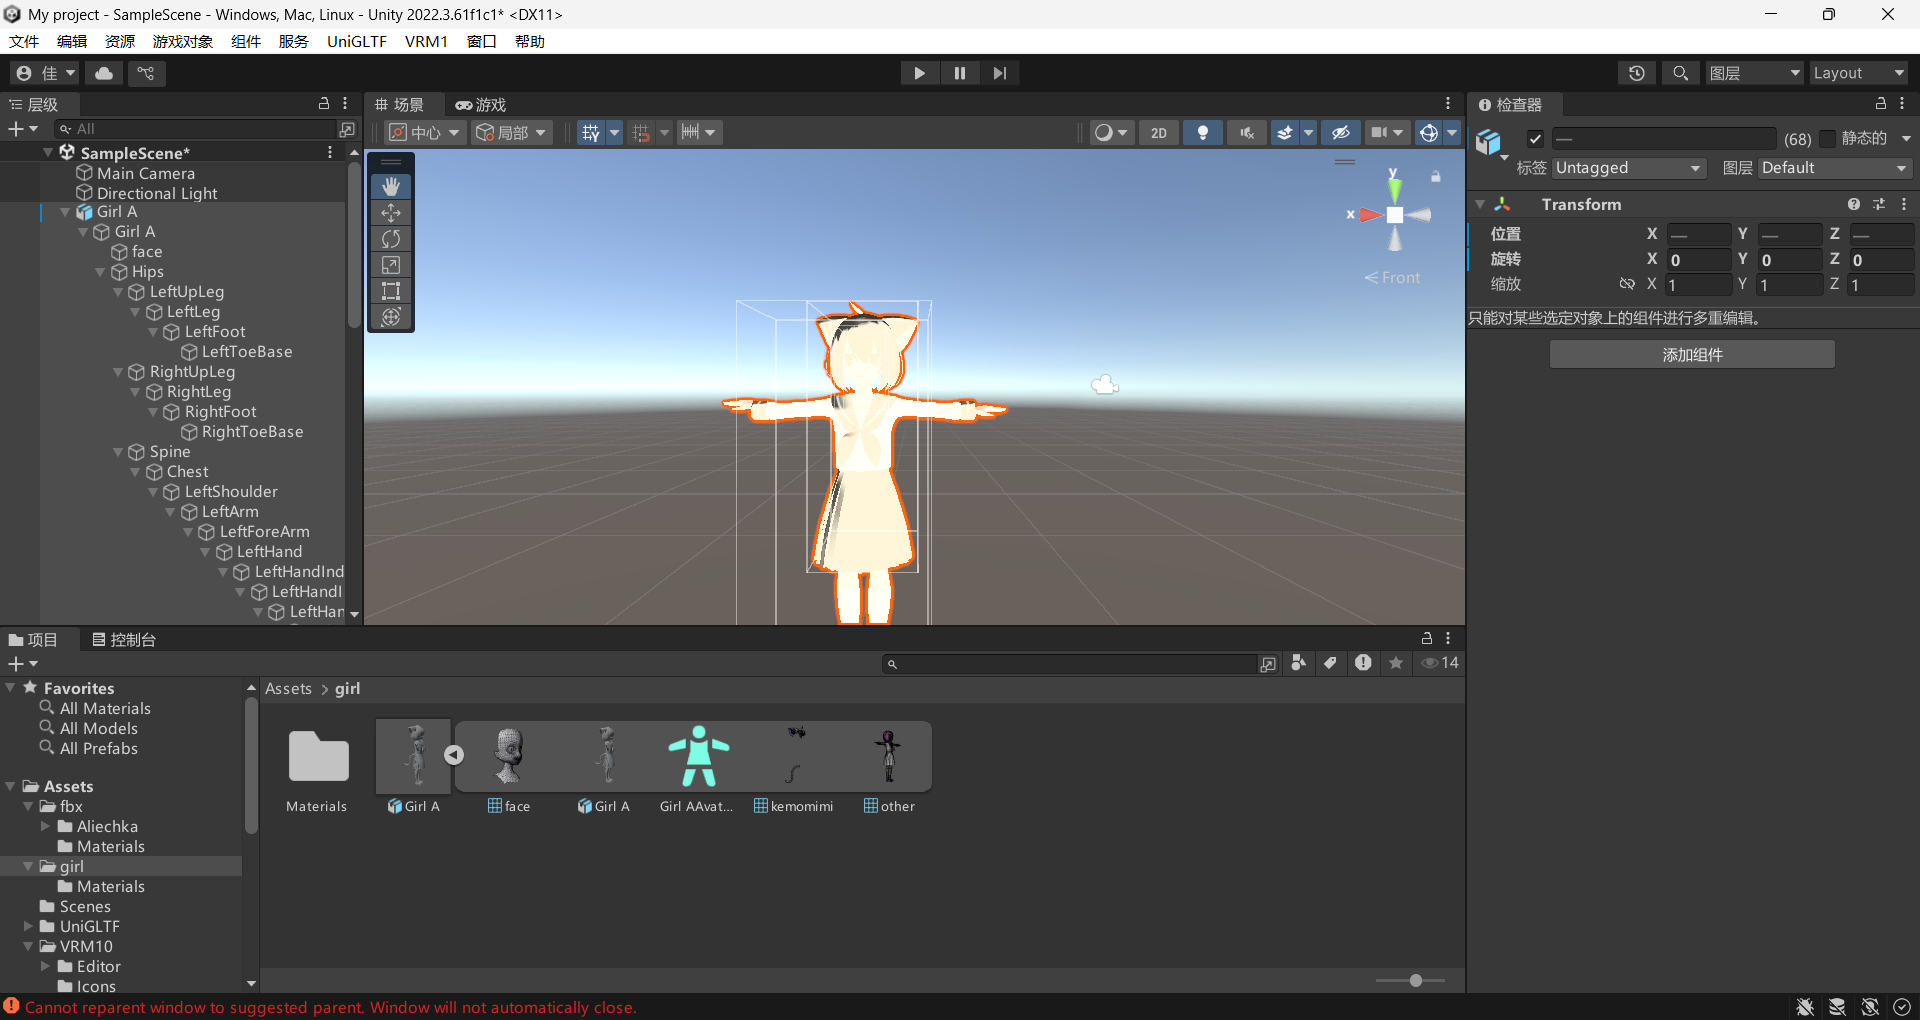 My project - SampleScene - Windows, Mac, Linux - Unity 2022.3.61f1c1* <DX11>
文件 编辑 资源 游戏对象 组件 服务 UniGLTF VRM1 窗口 帮助
佳 图层 Layout
层级
All
SampleScene*
Main Camera
Directional Light
Girl A
Girl A
face
Hips
LeftUpLeg
LeftLeg
LeftFoot
LeftToeBase
RightUpLeg
RightLeg
RightFoot
RightToeBase
Spine
Chest
LeftShoulder
LeftArm
LeftForeArm
LeftHand
LeftHandInd
LeftHandI
LeftHan
场景 游戏
中心 局部 2D
y
x
Front
检查器
— (68) 静态的
标签 Untagged 图层 Default
Transform
位置 X — Y — Z —
旋转 X 0 Y 0 Z 0
缩放 X 1 Y 1 Z 1
只能对某些选定对象上的组件进行多重编辑。
添加组件
项目 控制台
14
Favorites
All Materials
All Models
All Prefabs
Assets
fbx
Aliechka
Materials
girl
Materials
Scenes
UniGLTF
VRM10
Editor
Icons
Assets > girl
Materials Girl A face Girl A Girl AAvat... kemomimi other
Cannot reparent window to suggested parent. Window will not automatically close.